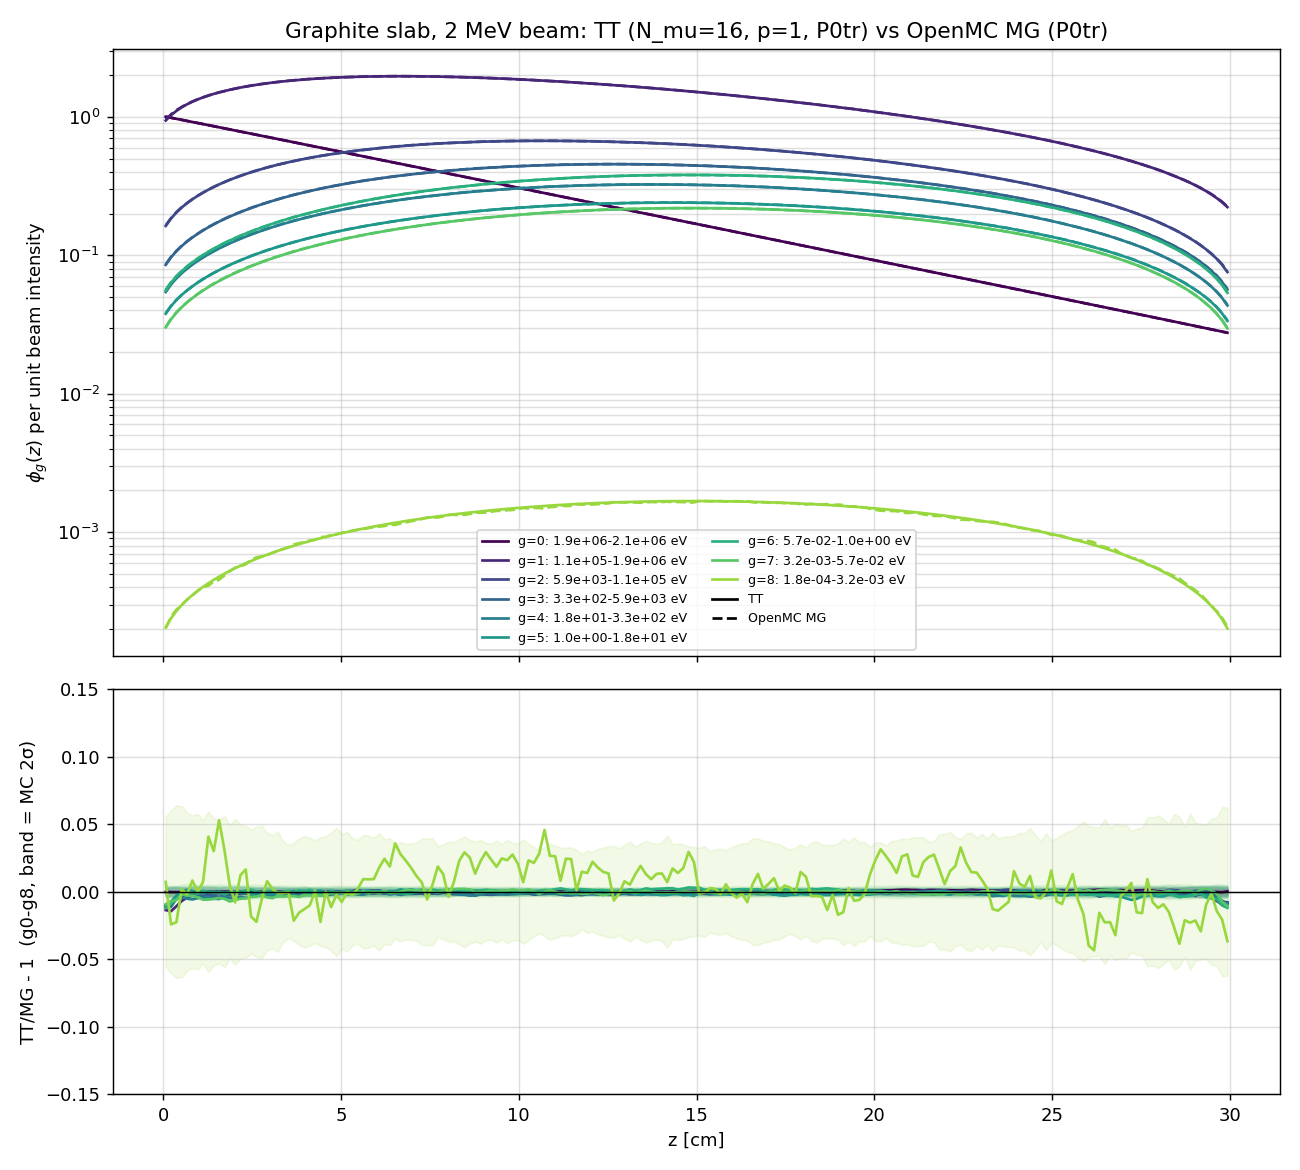 Graphite slab, 2 MeV beam: TT (N_mu=16, p=1, P0tr) vs OpenMC MG (P0tr)
ϕg(z) per unit beam intensity
10⁰
10⁻¹
10⁻²
10⁻³
g=0: 1.9e+06-2.1e+06 eV
g=1: 1.1e+05-1.9e+06 eV
g=2: 5.9e+03-1.1e+05 eV
g=3: 3.3e+02-5.9e+03 eV
g=4: 1.8e+01-3.3e+02 eV
g=5: 1.0e+00-1.8e+01 eV
g=6: 5.7e-02-1.0e+00 eV
g=7: 3.2e-03-5.7e-02 eV
g=8: 1.8e-04-3.2e-03 eV
TT
OpenMC MG
TT/MG - 1 (g0-g8, band = MC 2σ)
0.15
0.10
0.05
0.00
−0.05
−0.10
−0.15
0 5 10 15 20 25 30
z [cm]